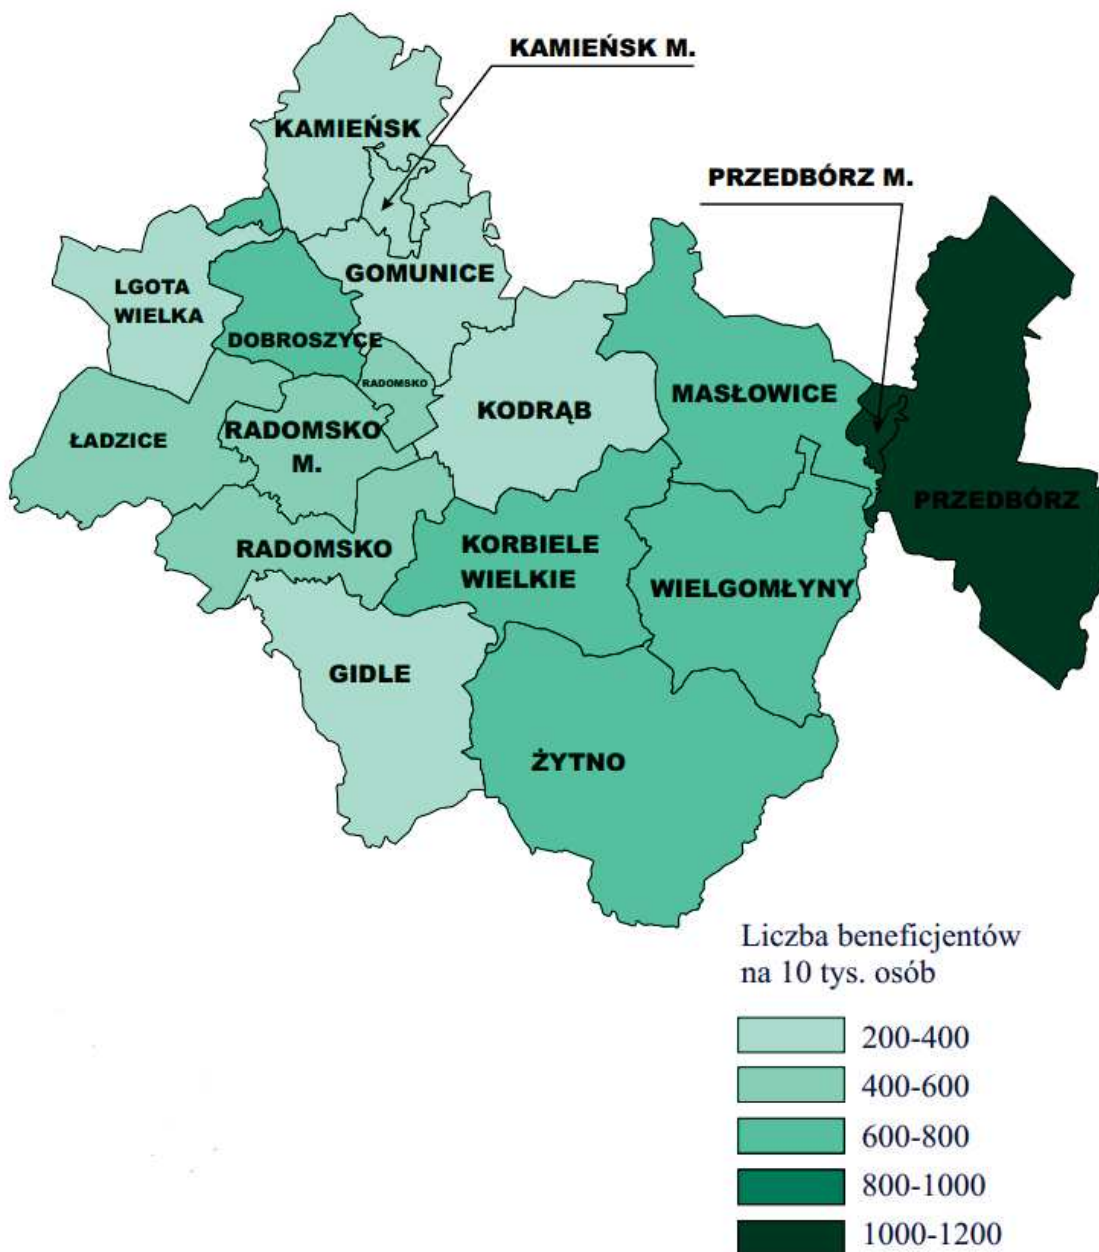 KAMIEŃSK M.
KAMIEŃSK
PRZEDBÓRZ M.
GOMUNICE
LGOTA
WIELKA
DOBROSZYCE
RADOMSKO
MASŁOWICE
KODRĄB
RADOMSKO
M.
ŁADZICE
PRZEDBÓRZ
RADOMSKO
KORBIELE
WIELKIE
WIELGOMŁYNY
GIDLE
ŻYTNO
Liczba beneficjentów
na 10 tys. osób
200-400
400-600
600-800
800-1000
1000-1200